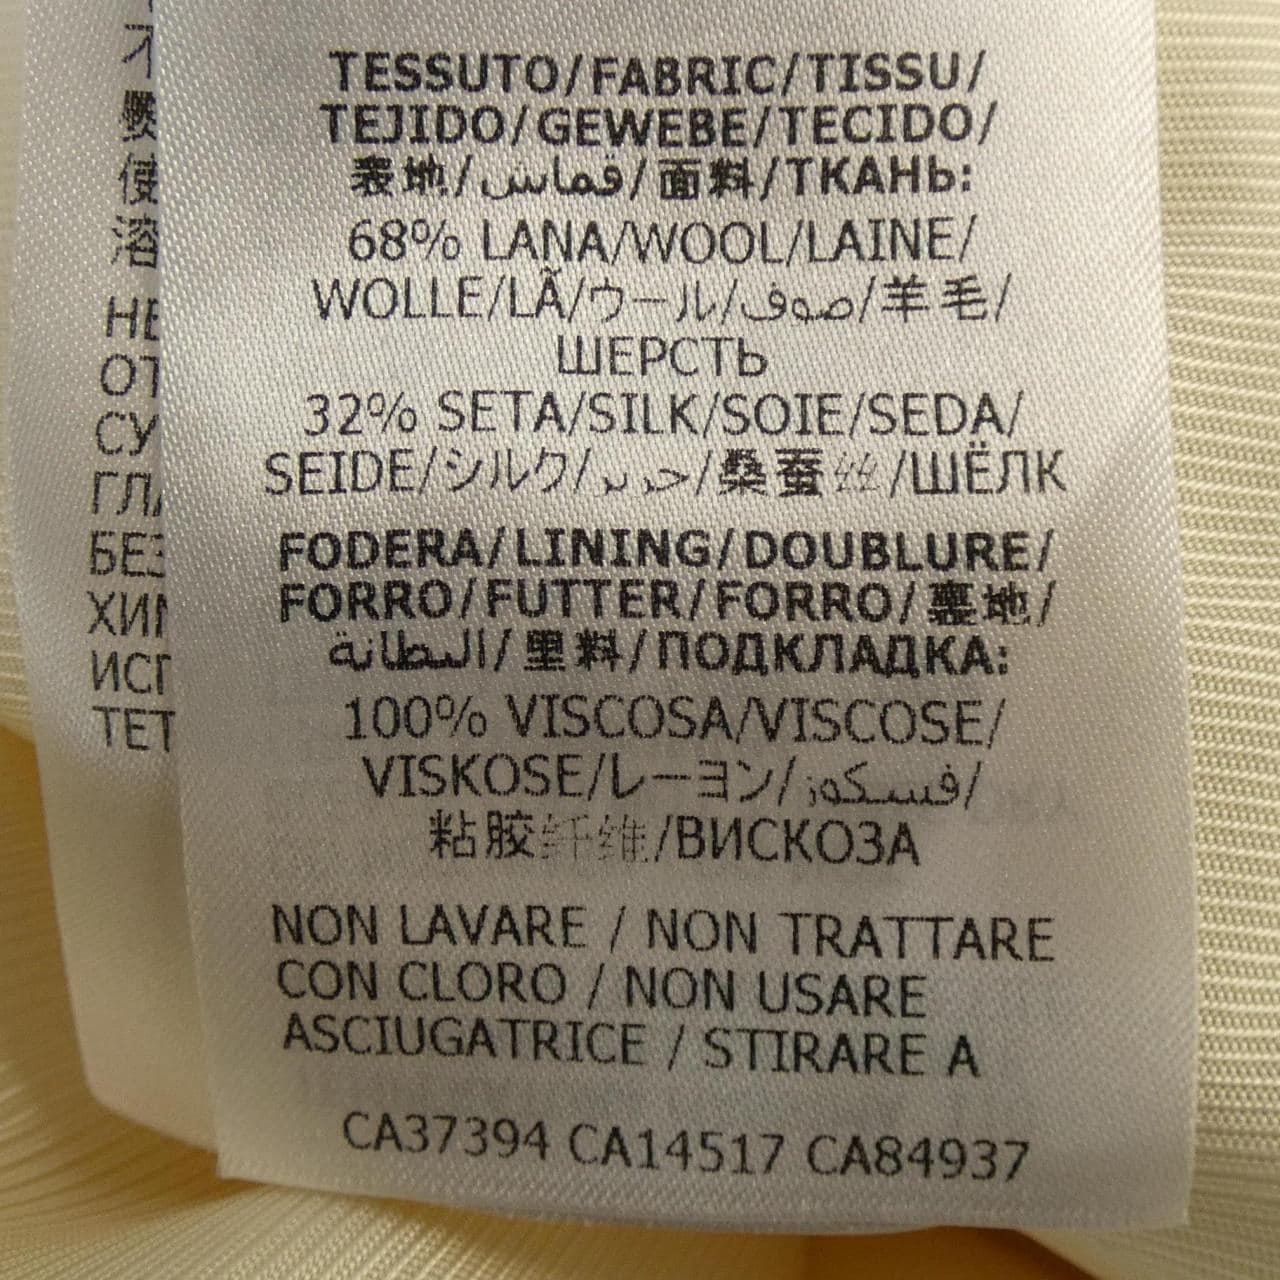 TESSUTO/FABRIC/TISSU/
TEJIDO/GEWEBE/TECIDO/
表地/قماش/面料/ТКАНЬ:
68% LANA/WOOL/LAINE/
WOLLE/LÃ/ウール/صوف/羊毛/
ШЕРСТЬ
32% SETA/SILK/SOIE/SEDA/
SEIDE/シルク/حرير/桑蚕丝/ШЁЛК
FODERA/LINING/DOUBLURE/
FORRO/FUTTER/FORRO/裏地/
البطانة/里料/ПОДКЛАДКА:
100% VISCOSA/VISCOSE/
VISKOSE/レーヨン/فسكوز/
粘胶纤维/ВИСКОЗА
NON LAVARE / NON TRATTARE
CON CLORO / NON USARE
ASCIUGATRICE / STIRARE A
CA37394 CA14517 CA84937